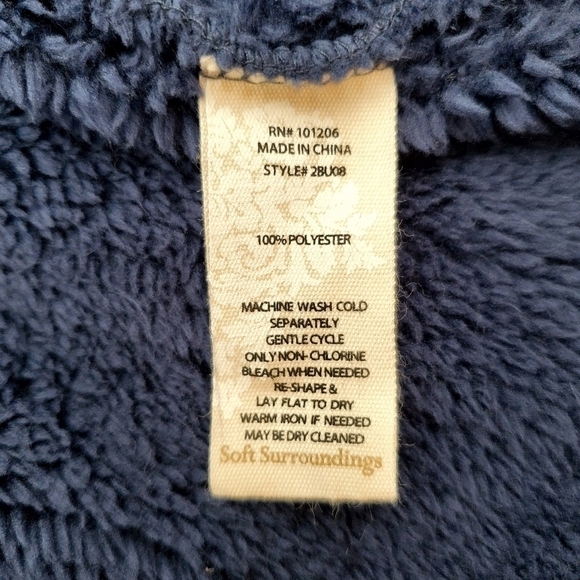 RN# 101206
MADE IN CHINA
STYLE# 2BU08
100% POLYESTER
MACHINE WASH COLD
SEPARATELY
GENTLE CYCLE
ONLY NON-CHLORINE
BLEACH WHEN NEEDED
RE-SHAPE &
LAY FLAT TO DRY
WARM IRON IF NEEDED
MAY BE DRY CLEANED
Soft Surroundings